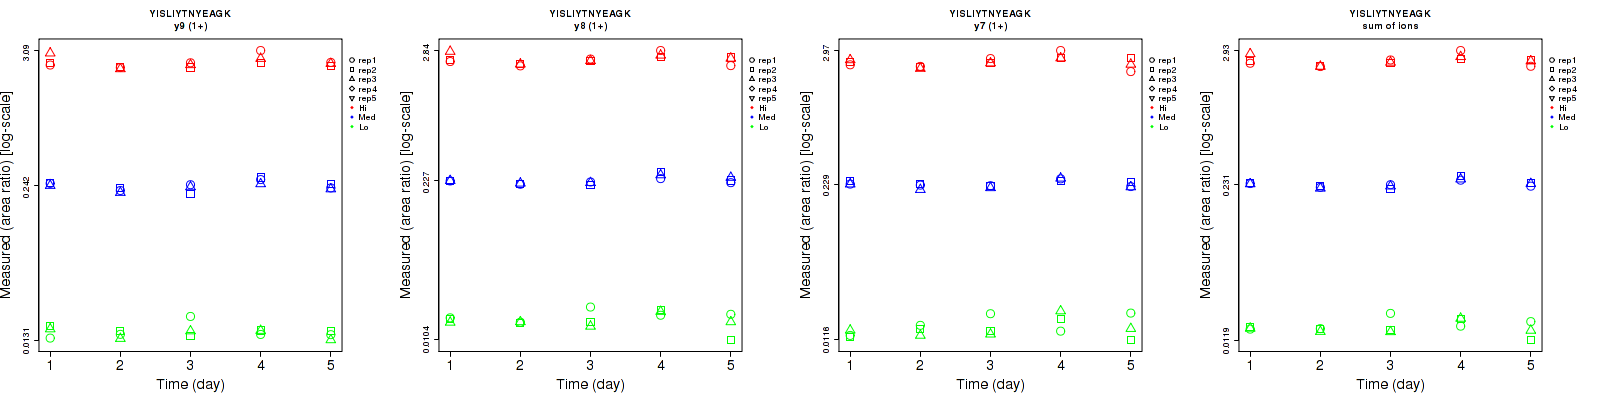 YISLIYTNYEAGK
y9 (1+)
Measured (area ratio) [log-scale]
3.09
0.242
0.0131
1 2 3 4 5
Time (day)
rep1
rep2
rep3
rep4
rep5
Hi
Med
Lo
YISLIYTNYEAGK
y8 (1+)
Measured (area ratio) [log-scale]
2.84
0.227
0.0104
1 2 3 4 5
Time (day)
rep1
rep2
rep3
rep4
rep5
Hi
Med
Lo
YISLIYTNYEAGK
y7 (1+)
Measured (area ratio) [log-scale]
2.97
0.229
0.0116
1 2 3 4 5
Time (day)
rep1
rep2
rep3
rep4
rep5
Hi
Med
Lo
YISLIYTNYEAGK
sum of ions
Measured (area ratio) [log-scale]
2.93
0.231
0.0119
1 2 3 4 5
Time (day)
rep1
rep2
rep3
rep4
rep5
Hi
Med
Lo